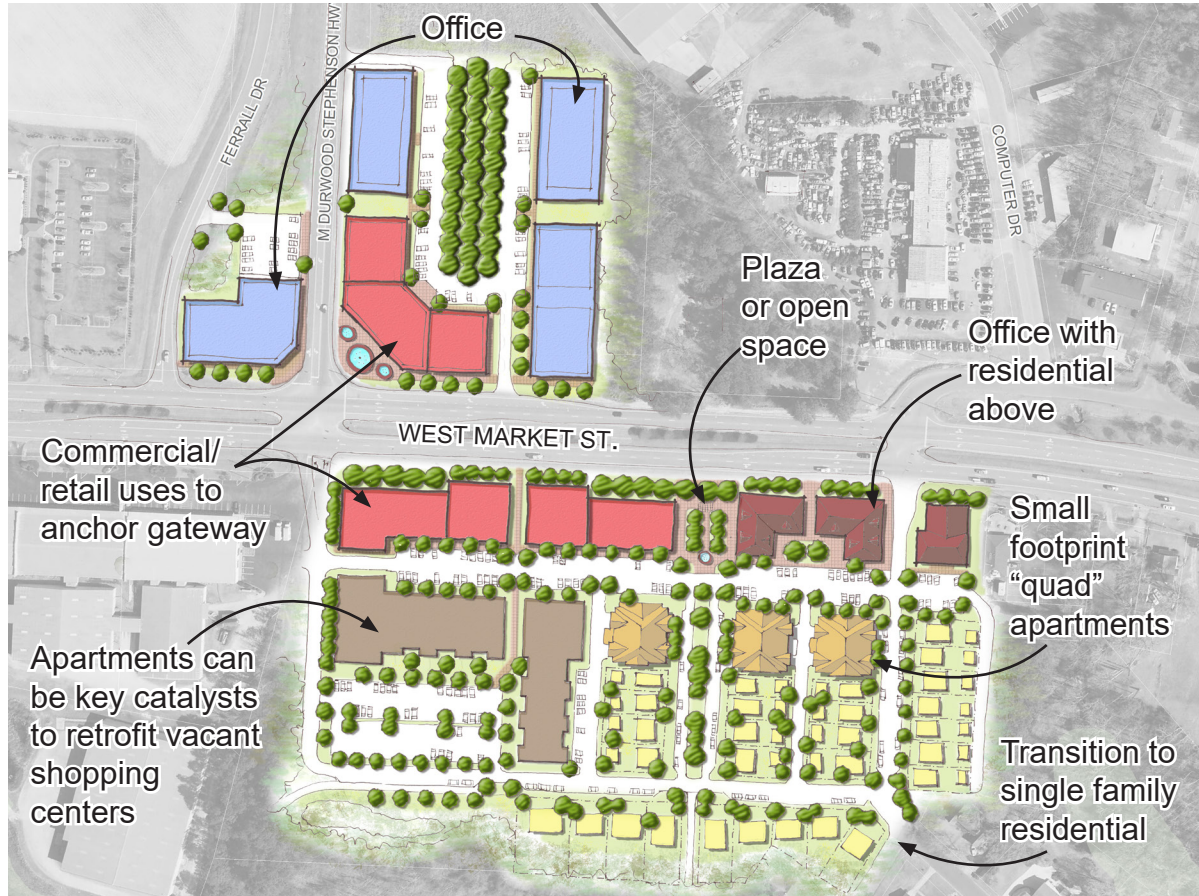 Office
FERRALL DR
M DURWOOD STEPHENSON HWY
COMPUTER DR
Plaza
or open
space
Office with
residential
above
WEST MARKET ST.
Commercial/
retail uses to
anchor gateway
Small
footprint
“quad”
apartments
Apartments can
be key catalysts
to retrofit vacant
shopping
centers
Transition to
single family
residential